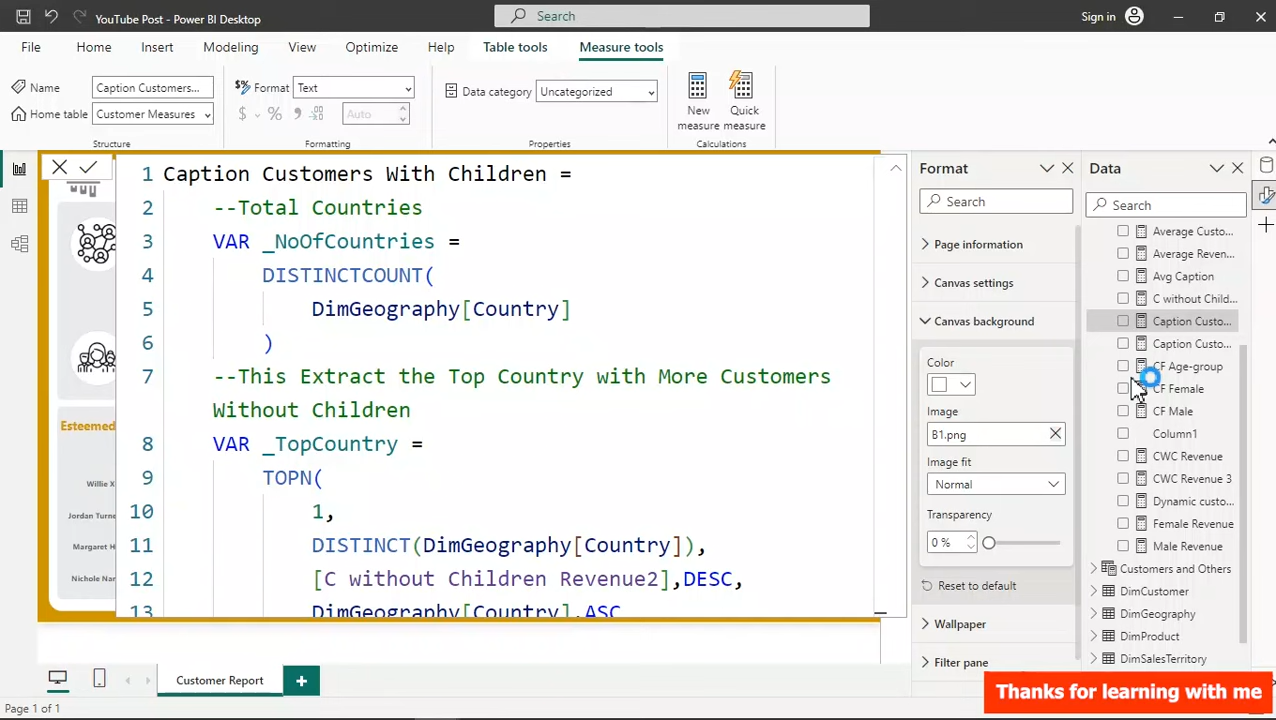 YouTube Post - Power BI Desktop
Search
Sign in
File
Home
Insert
Modeling
View
Optimize
Help
Table tools
Measure tools
Name
Caption Customers...
Home table
Customer Measures
Structure
Format
Text
$
%
Auto
Formatting
Data category
Uncategorized
Properties
New measure
Quick measure
Calculations
Esteemed
Willie X
Jordan Turne
Margaret H
Nichole Nar
1 Caption Customers With Children =
2 --Total Countries
3 VAR _NoOfCountries =
4 DISTINCTCOUNT(
5 DimGeography[Country]
6 )
7 --This Extract the Top Country with More Customers
Without Children
8 VAR _TopCountry =
9 TOPN(
10 1,
11 DISTINCT(DimGeography[Country]),
12 [C without Children Revenue2],DESC,
13 DimGeography[Country],ASC
Format
Search
Page information
Canvas settings
Canvas background
Color
Image
B1.png
Image fit
Normal
Transparency
0 %
Reset to default
Wallpaper
Filter pane
Data
Search
Average Custo...
Average Reven...
Avg Caption
C without Child...
Caption Custo...
Caption Custo...
CF Age-group
CF Female
CF Male
Column1
CWC Revenue
CWC Revenue 3
Dynamic custo...
Female Revenue
Male Revenue
Customers and Others
DimCustomer
DimGeography
DimProduct
DimSalesTerritory
Customer Report
Page 1 of 1
Thanks for learning with me